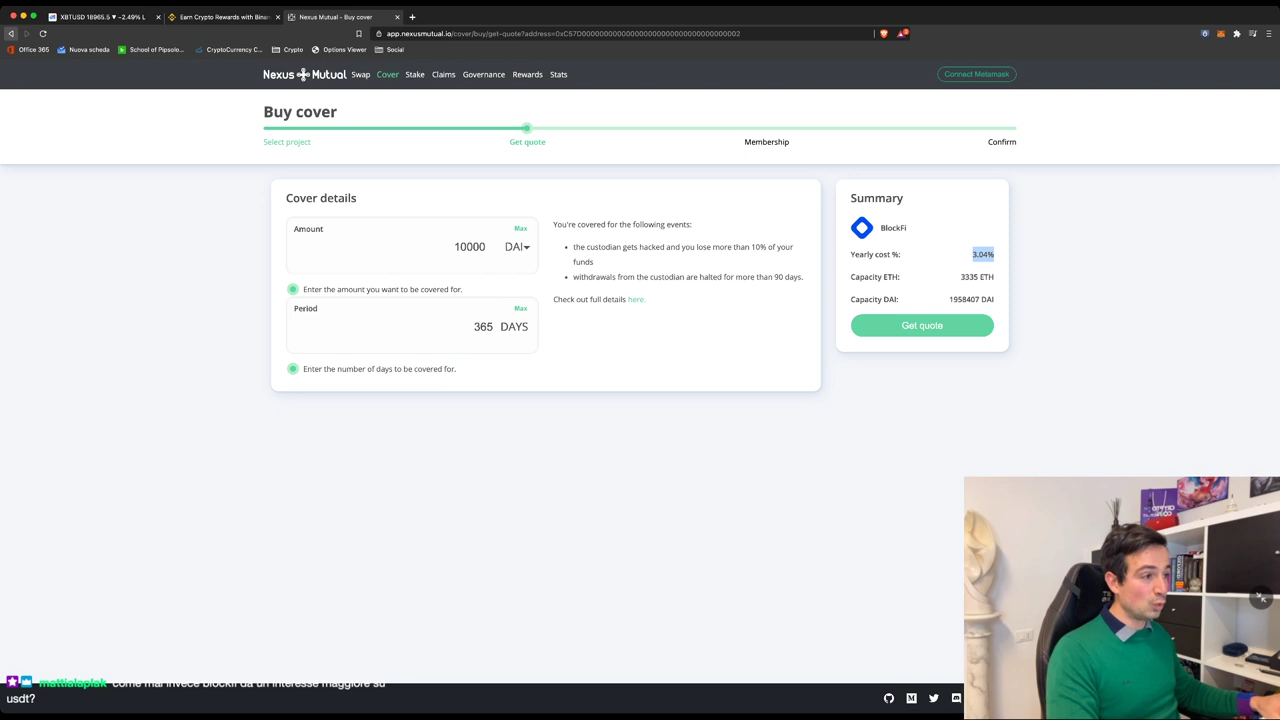 XBTUSD 18965.5 ▼ −2.49% L
Earn Crypto Rewards with Binan
Nexus Mutual - Buy cover
app.nexusmutual.io/cover/buy/get-quote?address=0xC57D000000000000000000000000000000000002
Office 365
Nuova scheda
School of Pipsolo...
CryptoCurrency C...
Crypto
Options Viewer
Social
Nexus Mutual
Swap
Cover
Stake
Claims
Governance
Rewards
Stats
Connect Metamask
Buy cover
Select project
Get quote
Membership
Confirm
Cover details
Amount
Max
10000 DAI
Enter the amount you want to be covered for.
Period
Max
365 DAYS
Enter the number of days to be covered for.
You're covered for the following events:
• the custodian gets hacked and you lose more than 10% of your
funds
• withdrawals from the custodian are halted for more than 90 days.
Check out full details here.
Summary
BlockFi
Yearly cost %: 3.04%
Capacity ETH: 3335 ETH
Capacity DAI: 1958407 DAI
Get quote
come mai invece blockfi da un interesse maggiore su
usdt?